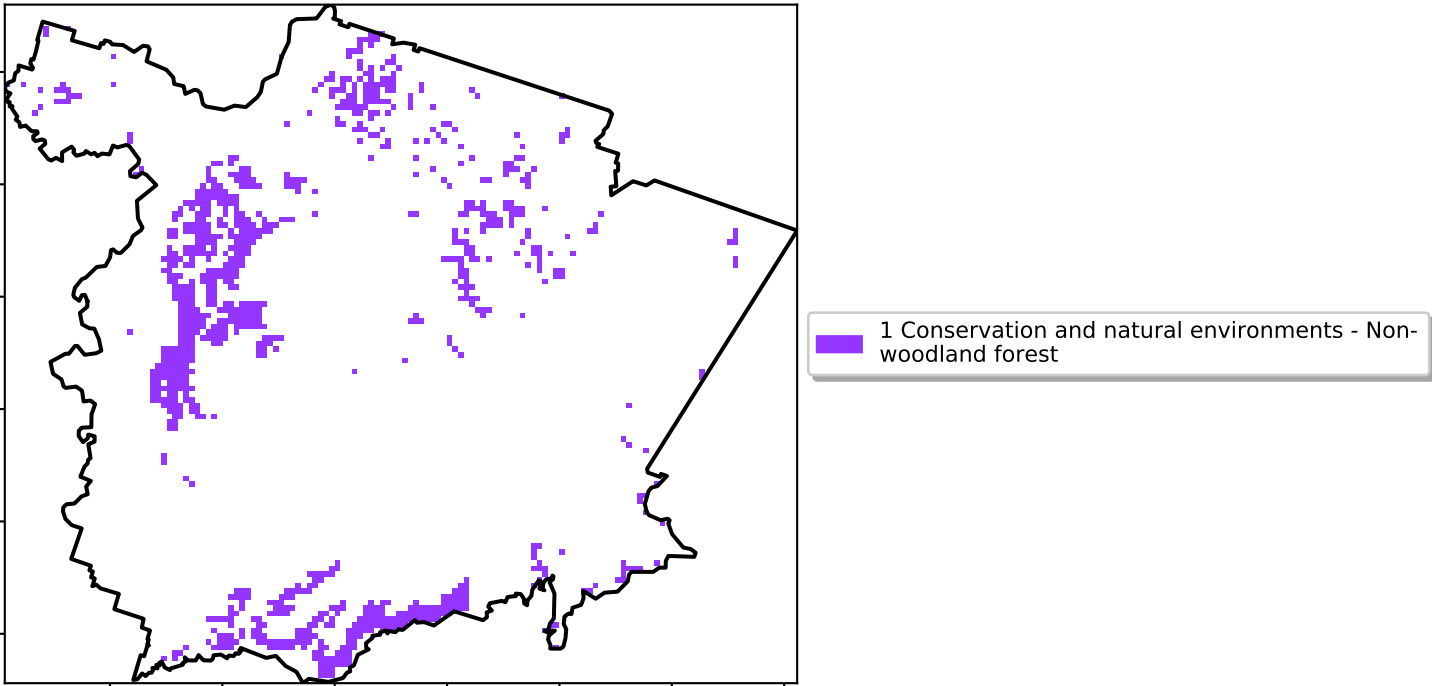 1 Conservation and natural environments - Non-
woodland forest